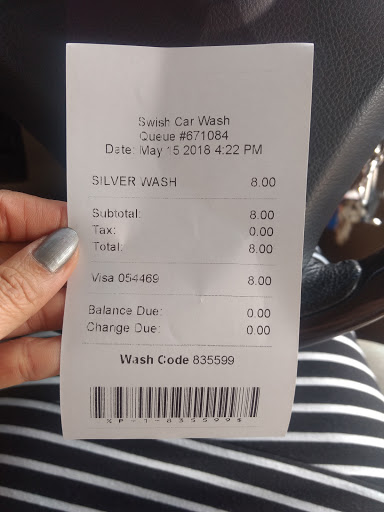 Swish Car Wash
Queue #671084
Date: May 15 2018 4:22 PM
SILVER WASH 8.00
Subtotal: 8.00
Tax: 0.00
Total: 8.00
Visa 054469 8.00
Balance Due: 0.00
Change Due: 0.00
Wash Code 835599
%P-1-835599$